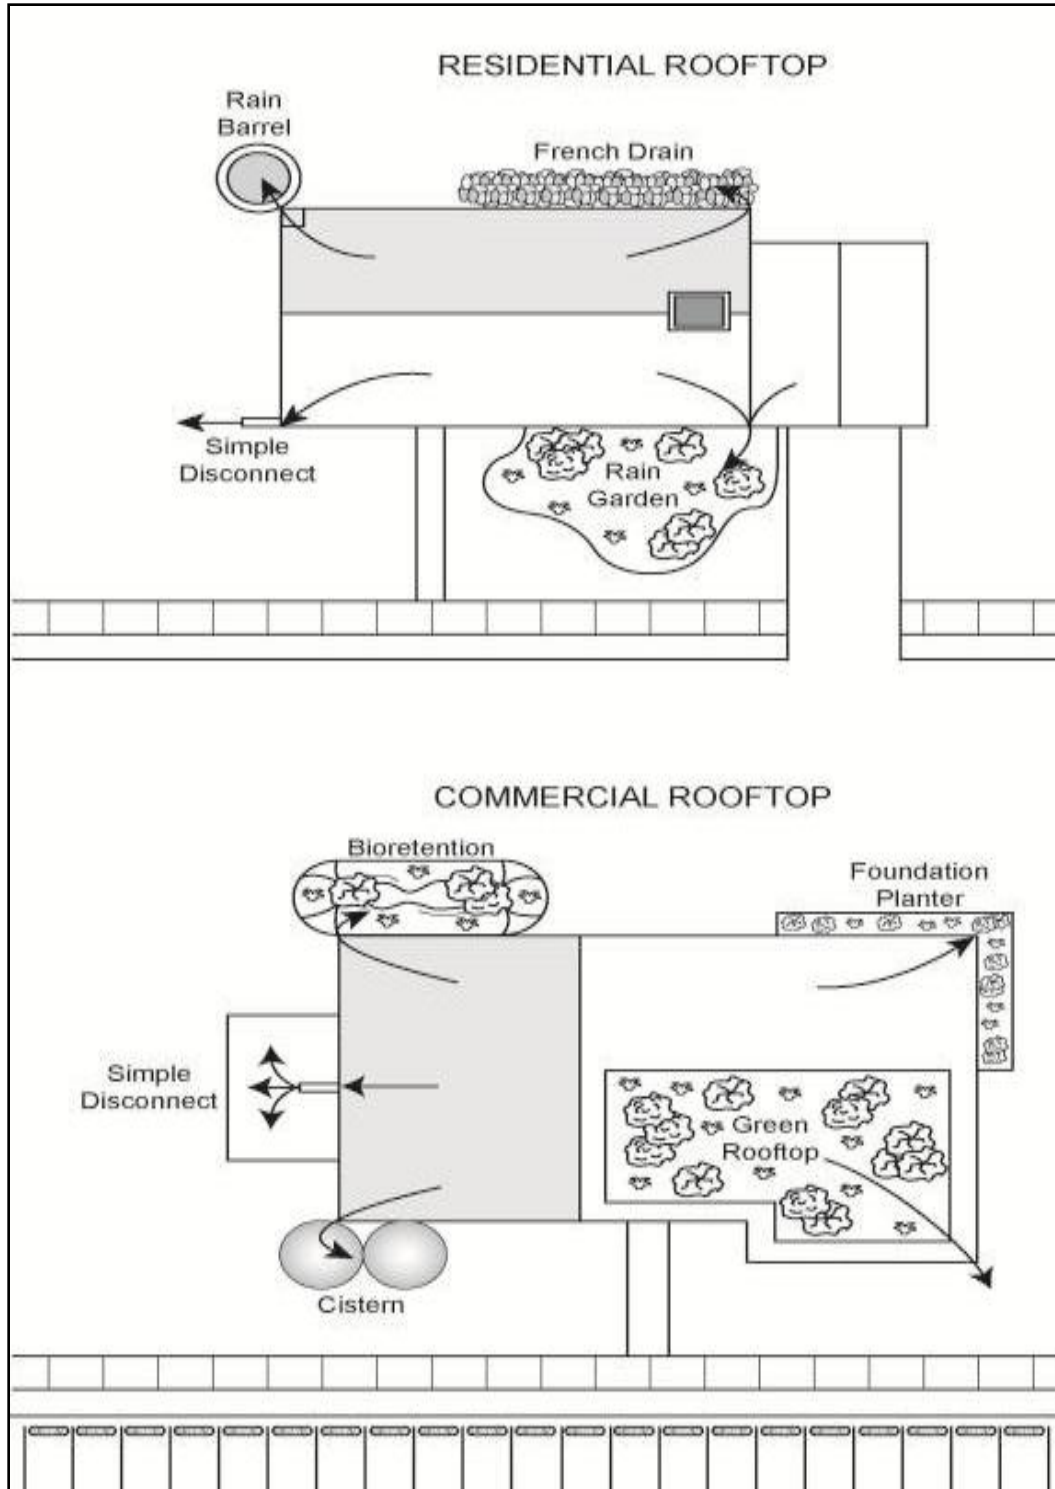 RESIDENTIAL ROOFTOP
Rain
Barrel
French Drain
Simple
Disconnect
Rain
Garden
COMMERCIAL ROOFTOP
Bioretention
Foundation
Planter
Simple
Disconnect
Green
Rooftop
Cistern